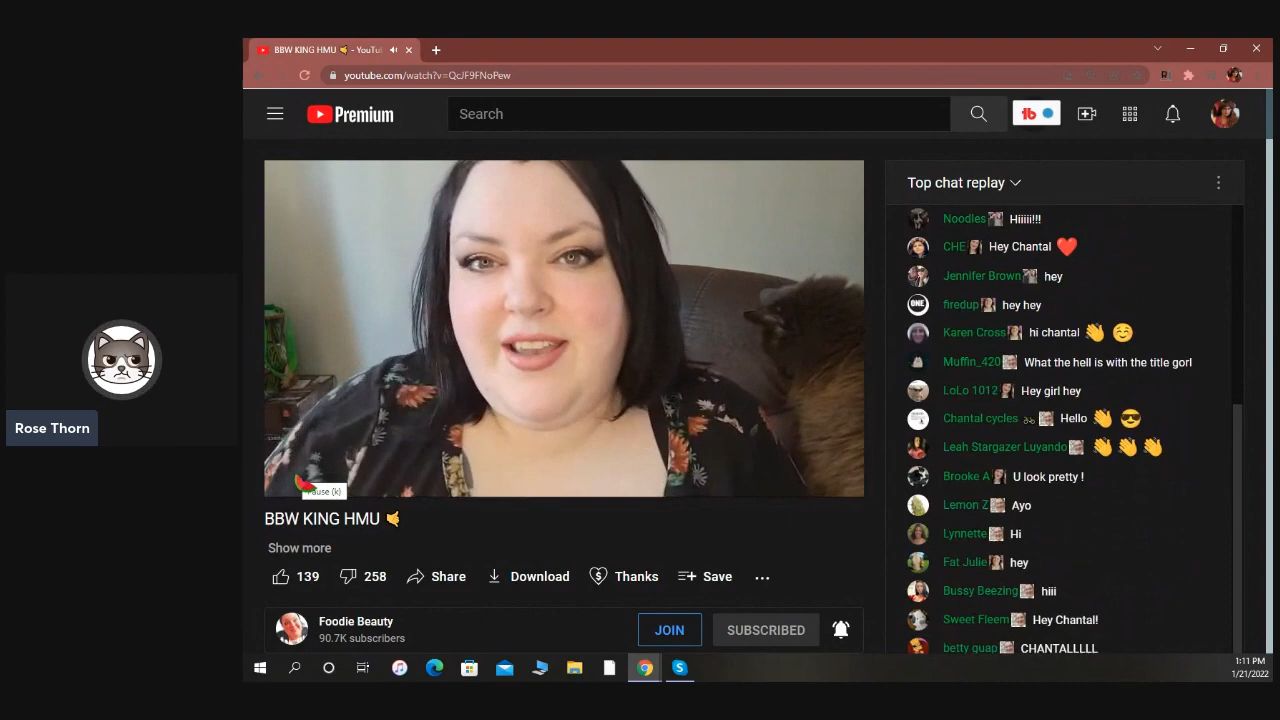 BBW KING HMU 🤙 - YouTu
youtube.com/watch?v=QcJF9FNoPew
Premium
Search
Top chat replay
Noodles Hiiiii!!!
CHE Hey Chantal ❤️
Jennifer Brown hey
firedup hey hey
Karen Cross hi chantal 👋 ☺️
Muffin_420 What the hell is with the title gorl
LoLo 1012 Hey girl hey
Chantal cycles 🚲 Hello 👋 😎
Leah Stargazer Luyando 👋 👋 👋
Brooke A U look pretty !
Lemon Z Ayo
Lynnette Hi
Fat Julie hey
Bussy Beezing hiii
Sweet Fleem Hey Chantal!
betty guap CHANTALLLLL
Rose Thorn
Pause (k)
BBW KING HMU 🤙
Show more
139 258 Share Download Thanks Save ...
Foodie Beauty
90.7K subscribers
JOIN SUBSCRIBED
1:11 PM
1/21/2022